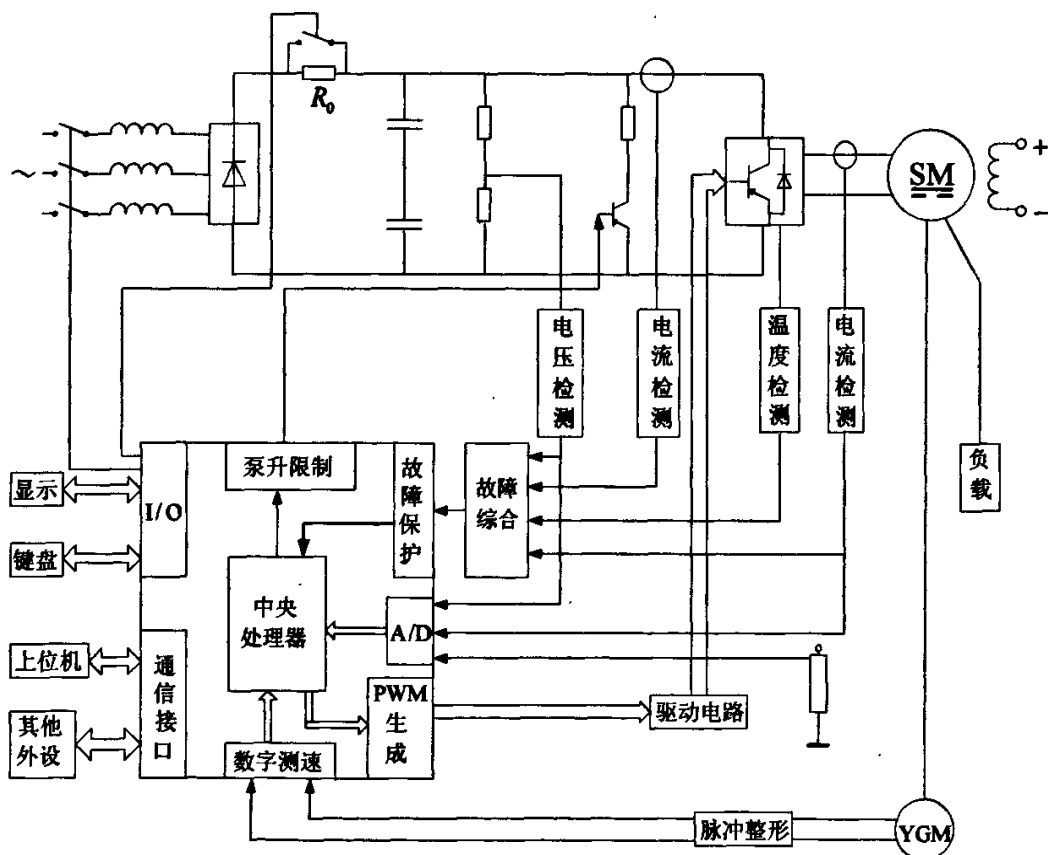 R₀
~
SM
+
−
电压检测
电流检测
温度检测
电流检测
负载
泵升限制
故障保护
故障综合
显示
I/O
键盘
中央
处理器
A/D
上位机
通信接口
PWM
生成
驱动电路
其他
外设
数字测速
脉冲整形
YGM